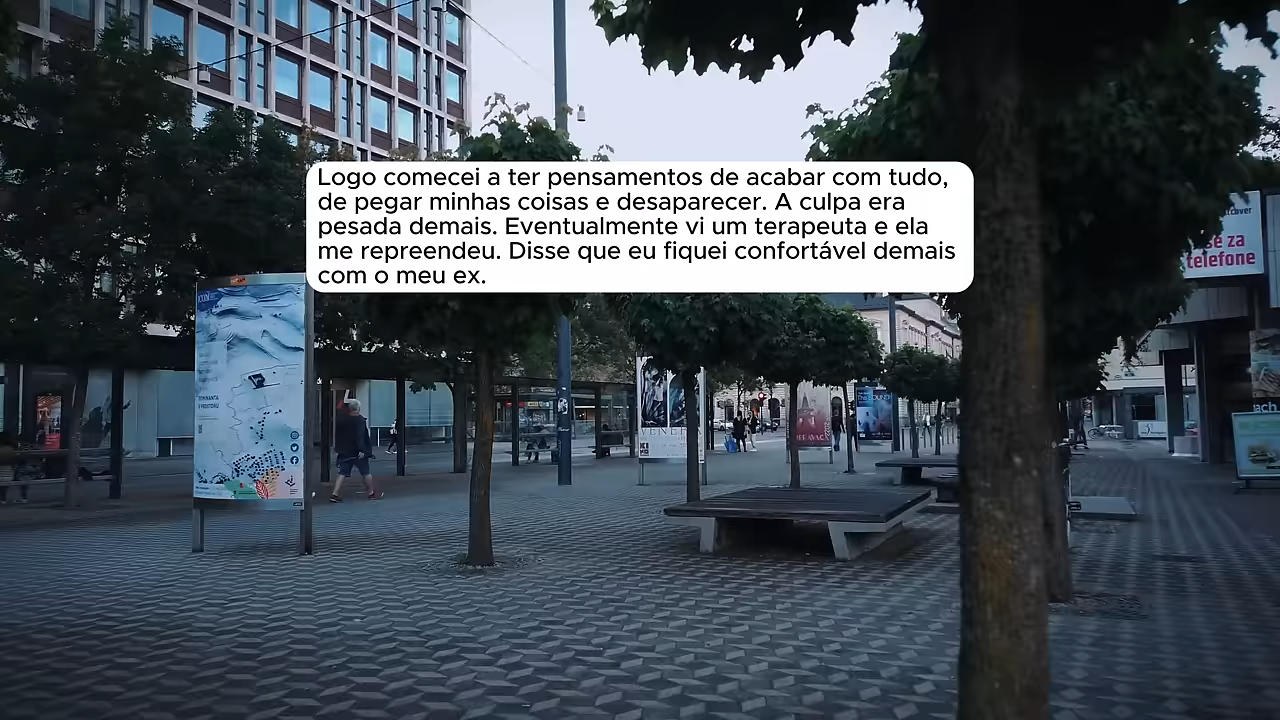 Logo comecei a ter pensamentos de acabar com tudo,
de pegar minhas coisas e desaparecer. A culpa era
pesada demais. Eventualmente vi um terapeuta e ela
me repreendeu. Disse que eu fiquei confortável demais
com o meu ex.
se za
telefone